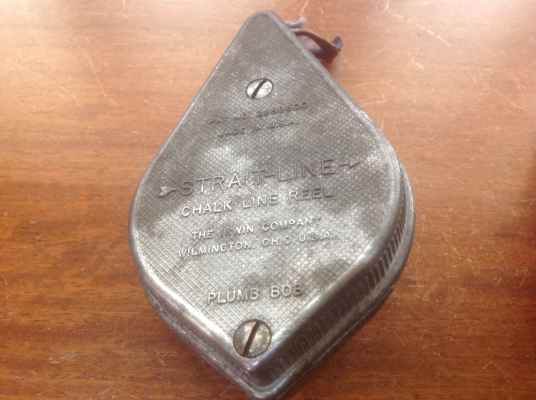 PAT. NO.
MADE IN U.S.A.
STRAIT-LINE
CHALK LINE REEL
THE IRWIN COMPANY
WILMINGTON, OHIO, U.S.A.
PLUMB BOB